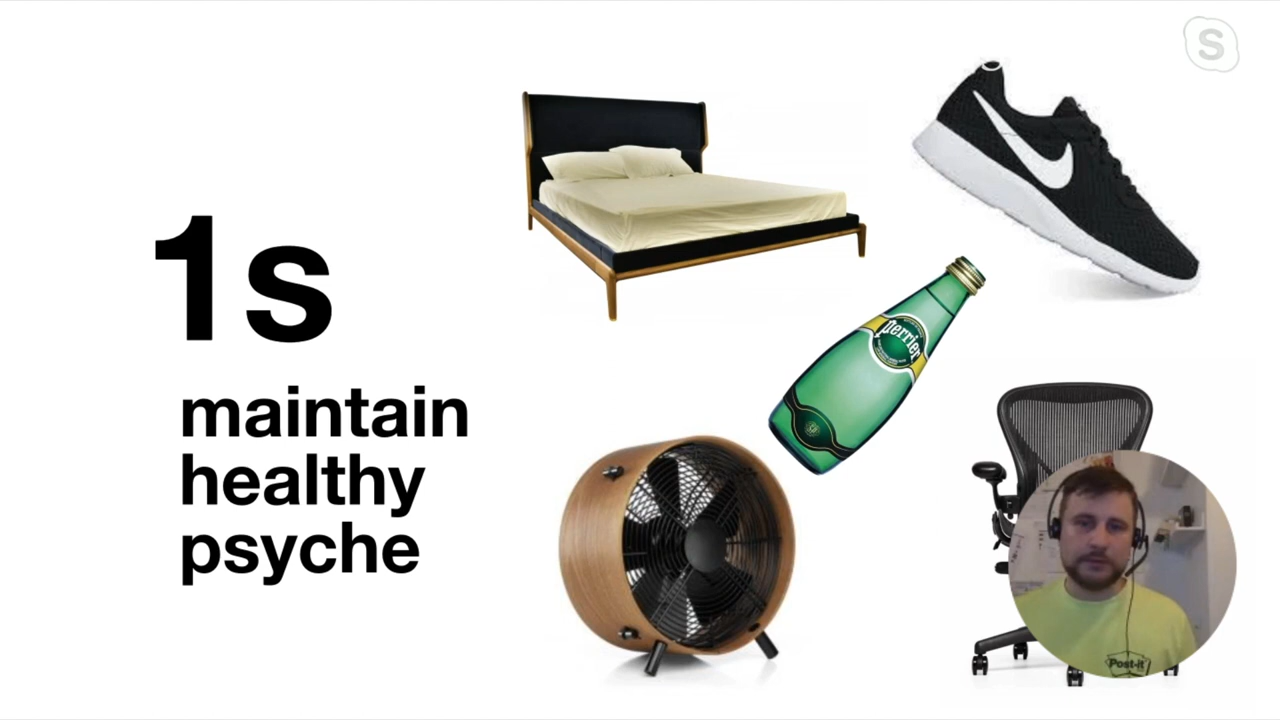 S
1s
maintain
healthy
psyche
perrier
Post-it